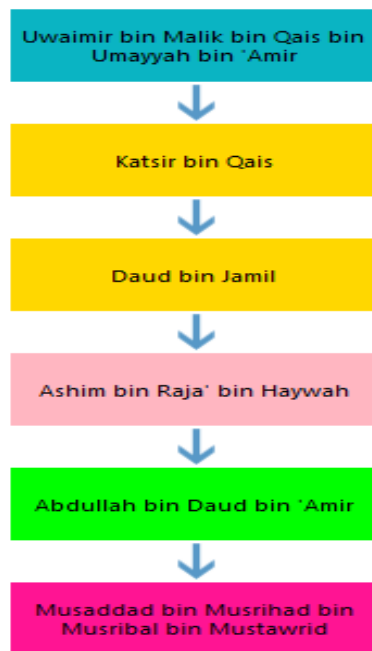 Uwaimir bin Malik bin Qais bin
Umayyah bin 'Amir
Katsir bin Qais
Daud bin Jamil
Ashim bin Raja' bin Haywah
Abdullah bin Daud bin 'Amir
Musaddad bin Musrihad bin
Musribal bin Mustawrid